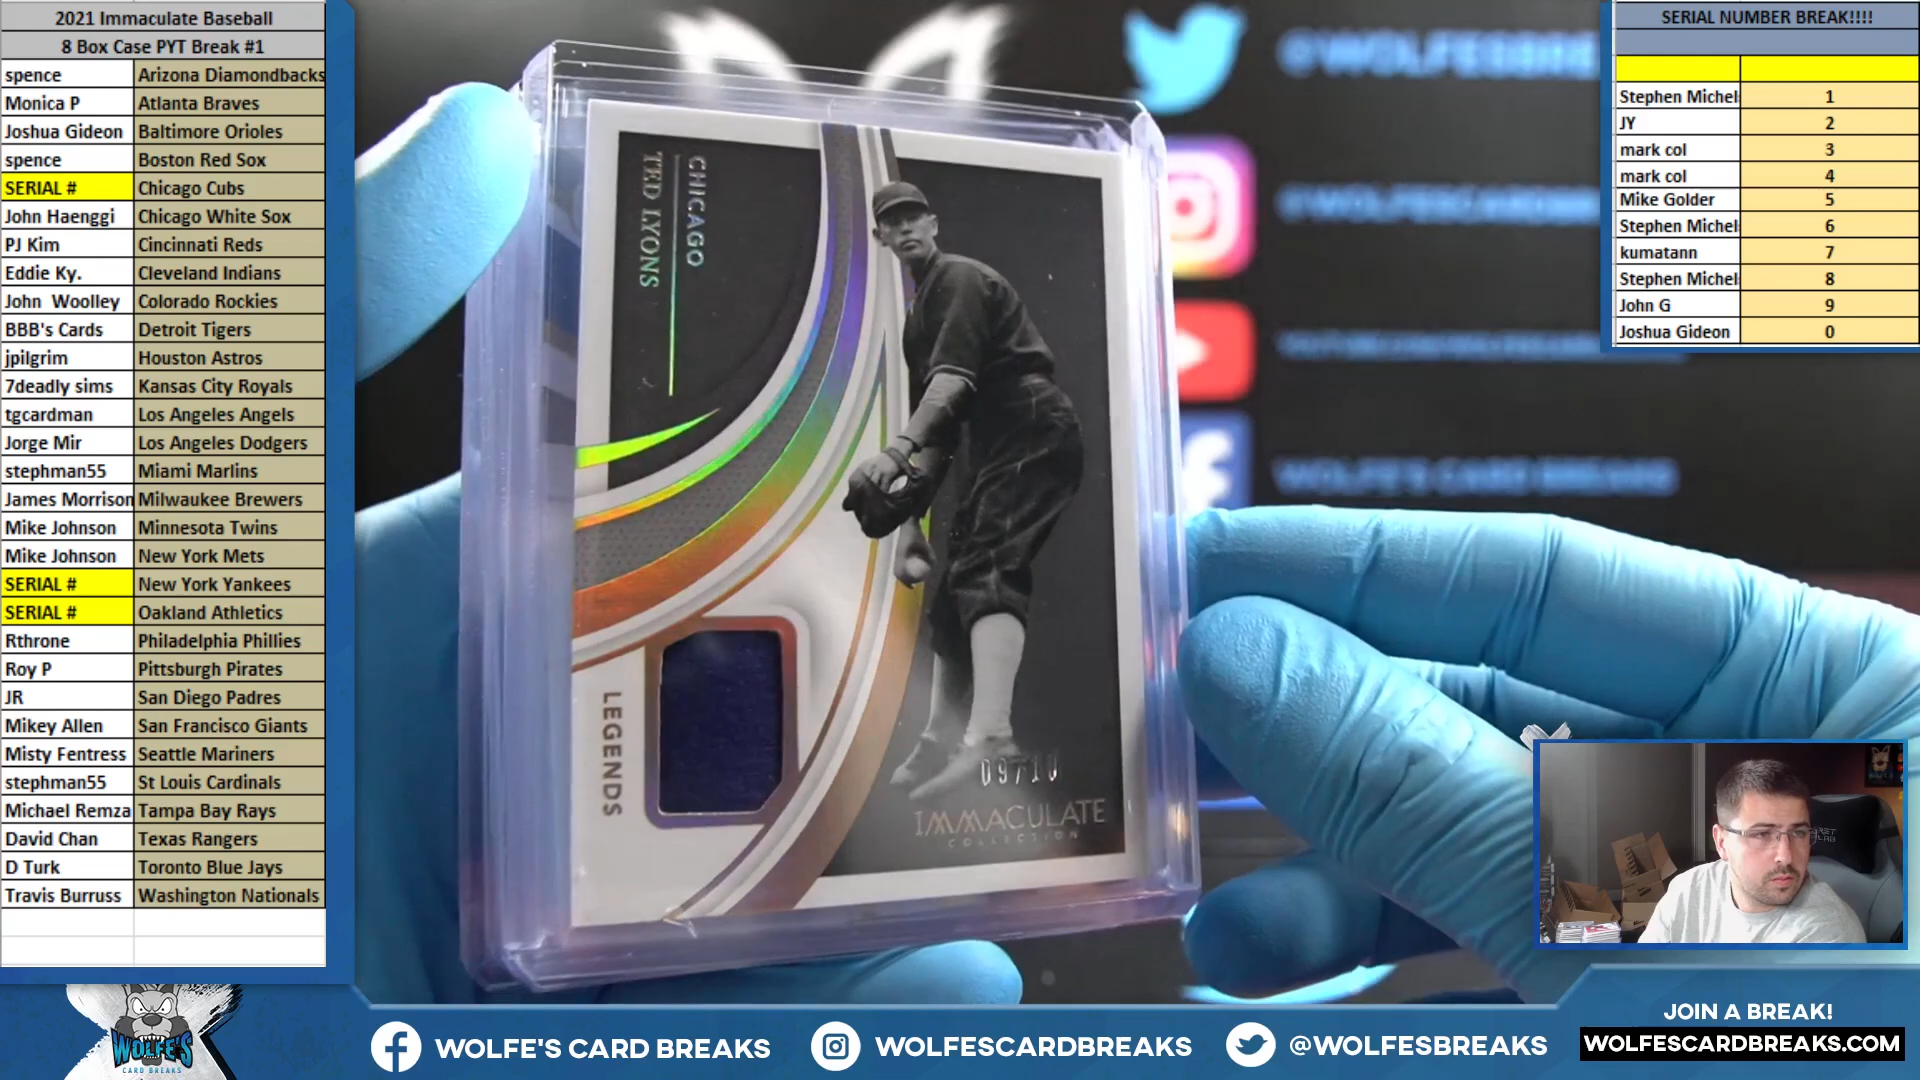 2021 Immaculate Baseball
8 Box Case PYT Break #1
spence Arizona Diamondbacks
Monica P Atlanta Braves
Joshua Gideon Baltimore Orioles
spence Boston Red Sox
SERIAL # Chicago Cubs
John Haenggi Chicago White Sox
PJ Kim Cincinnati Reds
Eddie Ky. Cleveland Indians
John Woolley Colorado Rockies
BBB's Cards Detroit Tigers
jpilgrim Houston Astros
7deadly sims Kansas City Royals
tgcardman Los Angeles Angels
Jorge Mir Los Angeles Dodgers
stephman55 Miami Marlins
James Morrison Milwaukee Brewers
Mike Johnson Minnesota Twins
Mike Johnson New York Mets
SERIAL # New York Yankees
SERIAL # Oakland Athletics
Rthrone Philadelphia Phillies
Roy P Pittsburgh Pirates
JR San Diego Padres
Mikey Allen San Francisco Giants
Misty Fentress Seattle Mariners
stephman55 St Louis Cardinals
Michael Remza Tampa Bay Rays
David Chan Texas Rangers
D Turk Toronto Blue Jays
Travis Burruss Washington Nationals
CHICAGO
TED LYONS
LEGENDS
09/10
IMMACULATE
COLLECTION
WOLFE'S CARD BREAKS
SERIAL NUMBER BREAK!!!!
Stephen Michel 1
JY 2
mark col 3
mark col 4
Mike Golder 5
Stephen Michel 6
kumatann 7
Stephen Michel 8
John G 9
Joshua Gideon 0
WOLFE'S
CARD BREAKS
WOLFE'S CARD BREAKS
WOLFESCARDBREAKS
@WOLFESBREAKS
JOIN A BREAK!
WOLFESCARDBREAKS.COM